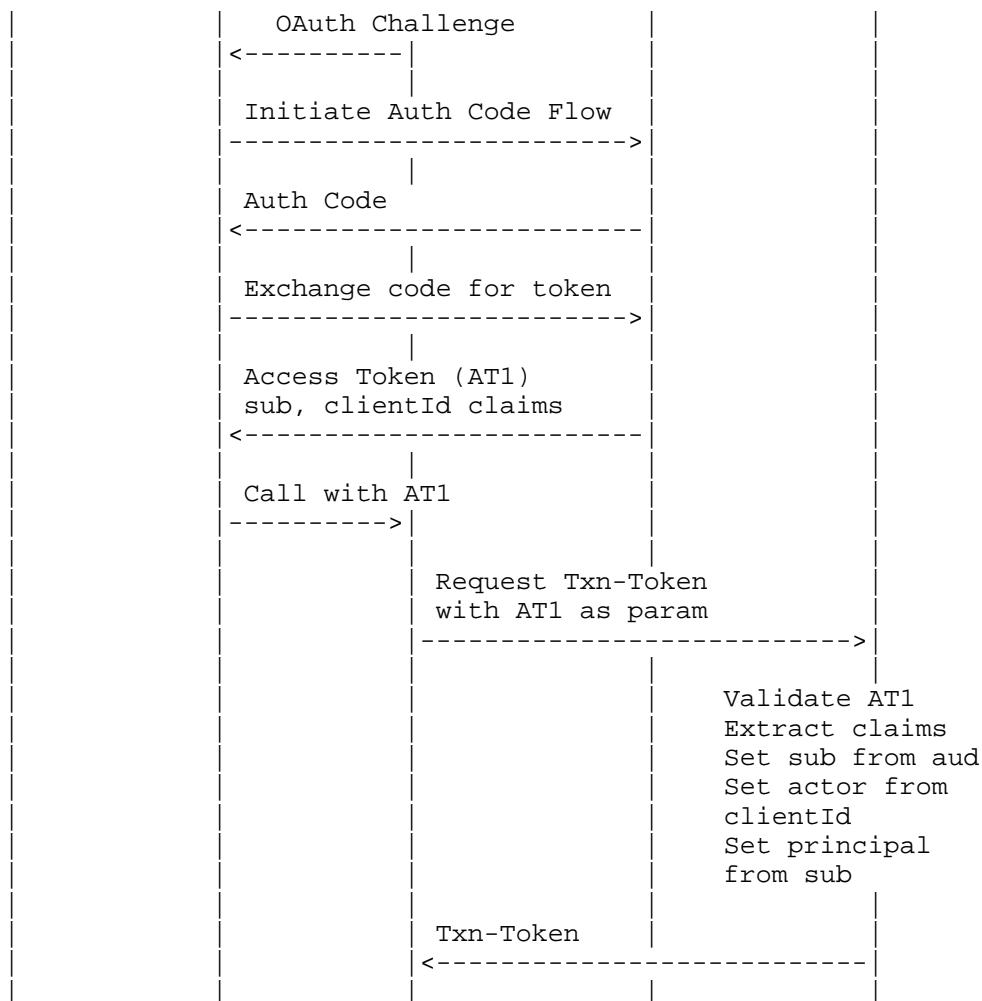 OAuth Challenge
Initiate Auth Code Flow
Auth Code
Exchange code for token
Access Token (AT1)
sub, clientId claims
Call with AT1
Request Txn-Token
with AT1 as param
Validate AT1
Extract claims
Set sub from aud
Set actor from
clientId
Set principal
from sub
Txn-Token